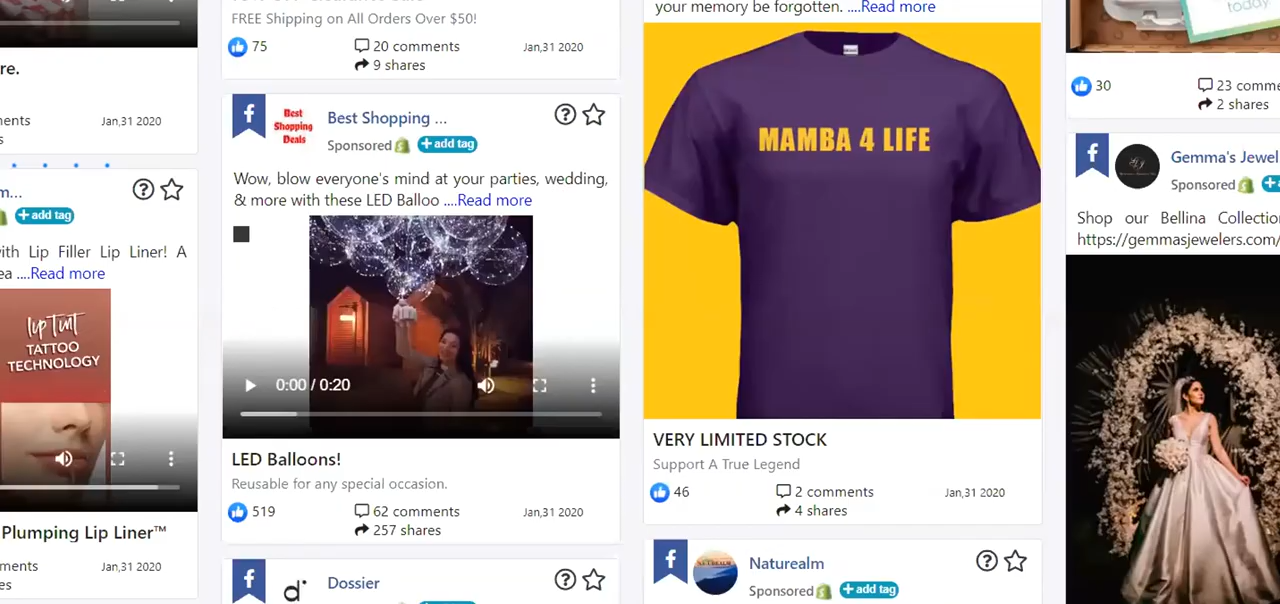 re.
ents
Jan,31 2020
s
m...
+ add tag
ith Lip Filler Lip Liner! A
ea ....Read more
lip TinT
TATTOO
TECHNOLOGY
Plumping Lip Liner™
ments
Jan,31 2020
es
FREE Shipping on All Orders Over $50!
75
20 comments
Jan,31 2020
9 shares
Best
Shopping
Deals
Best Shopping ...
Sponsored
+ add tag
Wow, blow everyone's mind at your parties, wedding,
& more with these LED Balloo ....Read more
0:00 / 0:20
LED Balloons!
Reusable for any special occasion.
519
62 comments
Jan,31 2020
257 shares
d
Dossier
your memory be forgotten. ....Read more
MAMBA 4 LIFE
VERY LIMITED STOCK
Support A True Legend
46
2 comments
Jan,31 2020
4 shares
Naturealm
Sponsored
+ add tag
today
30
23 comme
2 shares
Gemma's Jewel
Sponsored
Shop our Bellina Collection
https://gemmasjewelers.com/